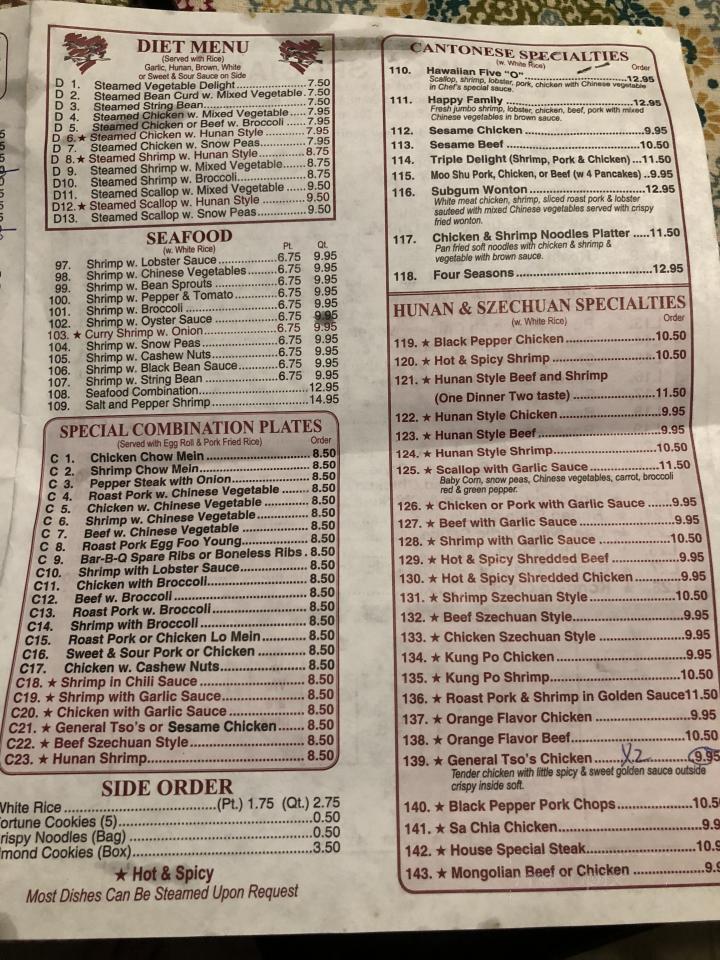 DIET MENU
(Served with Rice)
Garlic, Hunan, Brown, White
or Sweet & Sour Sauce on Side
D 1. Steamed Vegetable Delight 7.50
D 2. Steamed Bean Curd w. Mixed Vegetable. 7.50
D 3. Steamed String Bean 7.50
D 4. Steamed Chicken w. Mixed Vegetable 7.95
D 5. Steamed Chicken or Beef w. Broccoli 7.95
D 6. ★ Steamed Chicken w. Hunan Style 7.95
D 7. Steamed Chicken w. Snow Peas 7.95
D 8. ★ Steamed Shrimp w. Hunan Style 8.75
D 9. Steamed Shrimp w. Mixed Vegetable 8.75
D10. Steamed Shrimp w. Broccoli 8.75
D11. Steamed Scallop w. Mixed Vegetable 9.50
D12. ★ Steamed Scallop w. Hunan Style 9.50
D13. Steamed Scallop w. Snow Peas 9.50
SEAFOOD
(w. White Rice) Pt. Qt.
97. Shrimp w. Lobster Sauce 6.75 9.95
98. Shrimp w. Chinese Vegetables 6.75 9.95
99. Shrimp w. Bean Sprouts 6.75 9.95
100. Shrimp w. Pepper & Tomato 6.75 9.95
101. Shrimp w. Broccoli 6.75 9.95
102. Shrimp w. Oyster Sauce 6.75 9.95
103. ★ Curry Shrimp w. Onion 6.75 9.95
104. Shrimp w. Snow Peas 6.75 9.95
105. Shrimp w. Cashew Nuts 6.75 9.95
106. Shrimp w. Black Bean Sauce 6.75 9.95
107. Shrimp w. String Bean 6.75 9.95
108. Seafood Combination 12.95
109. Salt and Pepper Shrimp 14.95
SPECIAL COMBINATION PLATES
(Served with Egg Roll & Pork Fried Rice) Order
C 1. Chicken Chow Mein 8.50
C 2. Shrimp Chow Mein 8.50
C 3. Pepper Steak with Onion 8.50
C 4. Roast Pork w. Chinese Vegetable 8.50
C 5. Chicken w. Chinese Vegetable 8.50
C 6. Shrimp w. Chinese Vegetable 8.50
C 7. Beef w. Chinese Vegetable 8.50
C 8. Roast Pork Egg Foo Young 8.50
C 9. Bar-B-Q Spare Ribs or Boneless Ribs . 8.50
C10. Shrimp with Lobster Sauce 8.50
C11. Chicken with Broccoli 8.50
C12. Beef w. Broccoli 8.50
C13. Roast Pork w. Broccoli 8.50
C14. Shrimp with Broccoli 8.50
C15. Roast Pork or Chicken Lo Mein 8.50
C16. Sweet & Sour Pork or Chicken 8.50
C17. Chicken w. Cashew Nuts 8.50
C18. ★ Shrimp in Chili Sauce 8.50
C19. ★ Shrimp with Garlic Sauce 8.50
C20. ★ Chicken with Garlic Sauce 8.50
C21. ★ General Tso's or Sesame Chicken 8.50
C22. ★ Beef Szechuan Style 8.50
C23. ★ Hunan Shrimp 8.50
SIDE ORDER
White Rice (Pt.) 1.75 (Qt.) 2.75
ortune Cookies (5) 0.50
rispy Noodles (Bag) 0.50
mond Cookies (Box) 3.50
★ Hot & Spicy
Most Dishes Can Be Steamed Upon Request
CANTONESE SPECIALTIES
(w. White Rice) Order
110. Hawaiian Five "O" 12.95
Scallop, shrimp, lobster, pork, chicken with Chinese vegetable
in Chef's special sauce.
111. Happy Family 12.95
Fresh jumbo shrimp, lobster, chicken, beef, pork with mixed
Chinese vegetables in brown sauce.
112. Sesame Chicken 9.95
113. Sesame Beef 10.50
114. Triple Delight (Shrimp, Pork & Chicken) 11.50
115. Moo Shu Pork, Chicken, or Beef (w 4 Pancakes) 9.95
116. Subgum Wonton 12.95
White meat chicken, shrimp, sliced roast pork & lobster
sauteed with mixed Chinese vegetables served with crispy
fried wonton.
117. Chicken & Shrimp Noodles Platter 11.50
Pan fried soft noodles with chicken & shrimp &
vegetable with brown sauce.
118. Four Seasons 12.95
HUNAN & SZECHUAN SPECIALTIES
(w. White Rice) Order
119. ★ Black Pepper Chicken 10.50
120. ★ Hot & Spicy Shrimp 10.50
121. ★ Hunan Style Beef and Shrimp
(One Dinner Two taste) 11.50
122. ★ Hunan Style Chicken 9.95
123. ★ Hunan Style Beef 9.95
124. ★ Hunan Style Shrimp 10.50
125. ★ Scallop with Garlic Sauce 11.50
Baby Corn, snow peas, Chinese vegetables, carrot, broccoli
red & green pepper.
126. ★ Chicken or Pork with Garlic Sauce 9.95
127. ★ Beef with Garlic Sauce 9.95
128. ★ Shrimp with Garlic Sauce 10.50
129. ★ Hot & Spicy Shredded Beef 9.95
130. ★ Hot & Spicy Shredded Chicken 9.95
131. ★ Shrimp Szechuan Style 10.50
132. ★ Beef Szechuan Style 9.95
133. ★ Chicken Szechuan Style 9.95
134. ★ Kung Po Chicken 9.95
135. ★ Kung Po Shrimp 10.50
136. ★ Roast Pork & Shrimp in Golden Sauce 11.50
137. ★ Orange Flavor Chicken 9.95
138. ★ Orange Flavor Beef 10.50
139. ★ General Tso's Chicken x2 9.95
Tender chicken with little spicy & sweet golden sauce outside
crispy inside soft.
140. ★ Black Pepper Pork Chops 10.5
141. ★ Sa Chia Chicken 9.9
142. ★ House Special Steak 10.9
143. ★ Mongolian Beef or Chicken 9.9